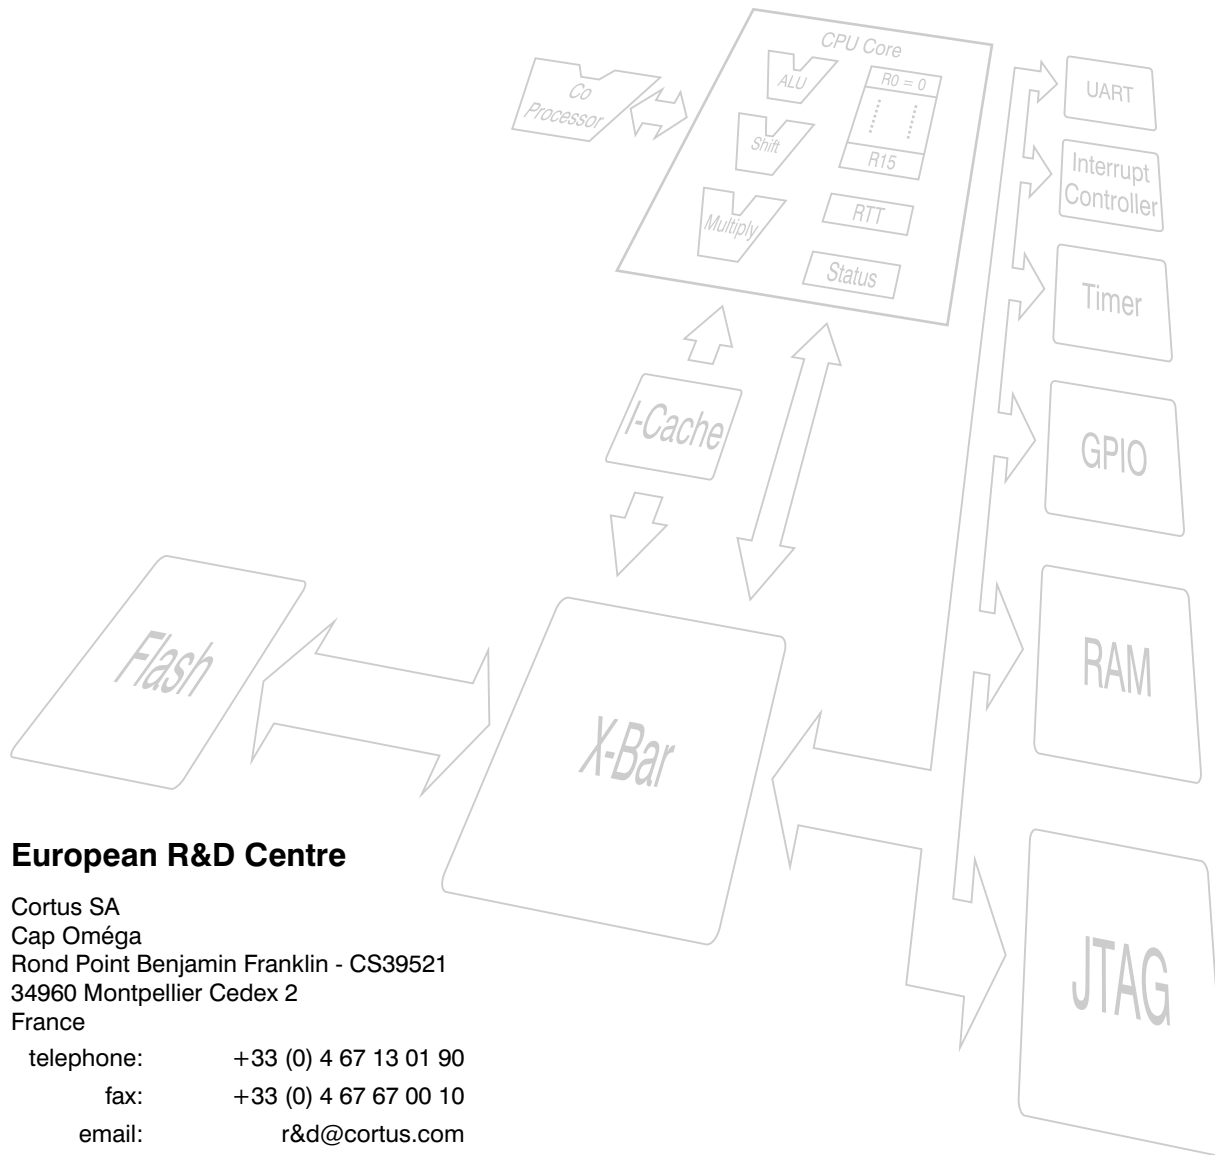 CPU Core
Co
Processor
ALU
R0 = 0
UART
Shift
R15
Interrupt
Controller
Multiply
RTT
Status
Timer
I-Cache
GPIO
Flash
RAM
X-Bar
JTAG
European R&D Centre
Cortus SA
Cap Oméga
Rond Point Benjamin Franklin - CS39521
34960 Montpellier Cedex 2
France
telephone: +33 (0) 4 67 13 01 90
fax: +33 (0) 4 67 67 00 10
email: r&d@cortus.com